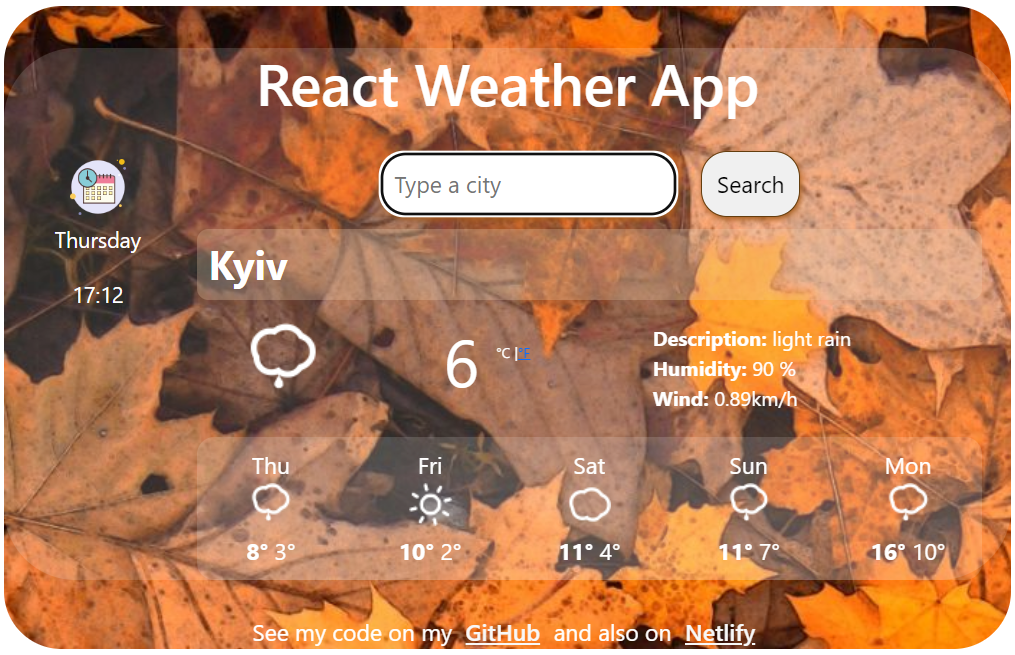 React Weather App
Type a city
Search
Thursday
17:12
Kyiv
6 °C |°F
Description: light rain
Humidity: 90 %
Wind: 0.89km/h
Thu Fri Sat Sun Mon
8° 3° 10° 2° 11° 4° 11° 7° 16° 10°
See my code on my GitHub and also on Netlify